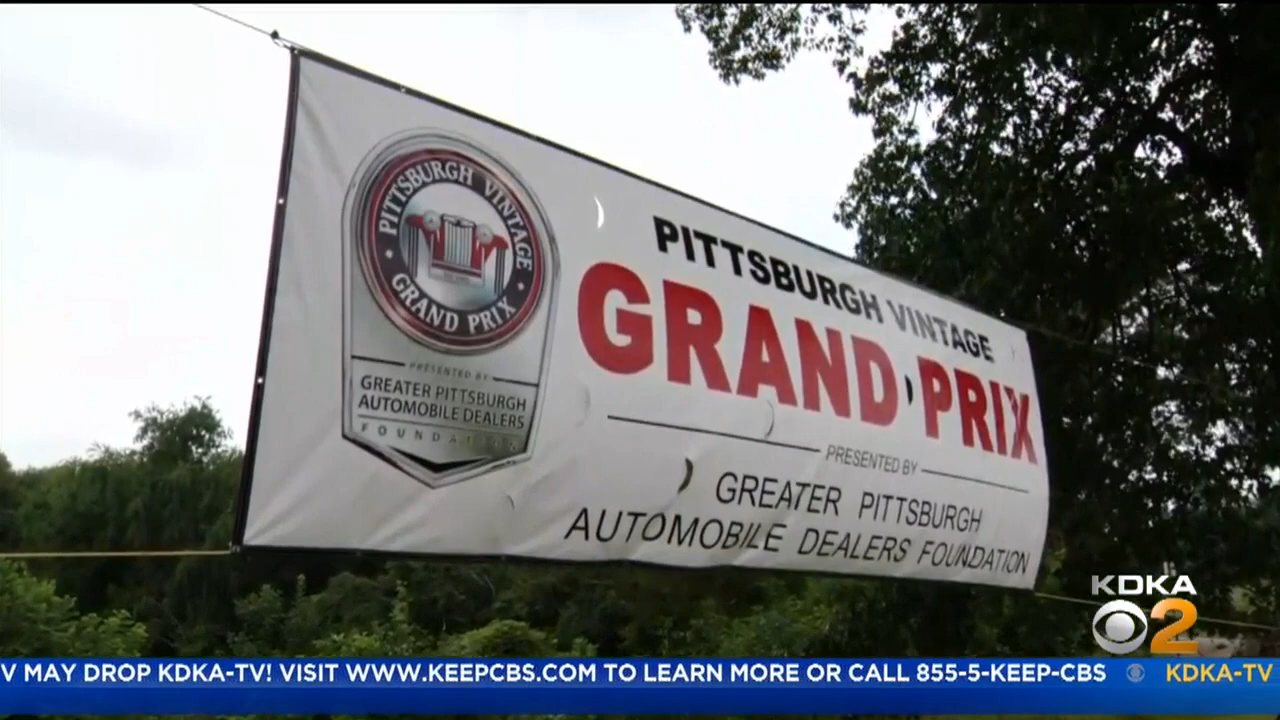 PITTSBURGH VINTAGE
GRAND PRIX
PRESENTED BY
GREATER PITTSBURGH
AUTOMOBILE DEALERS
FOUNDATION
PITTSBURGH VINTAGE
GRAND PRIX
PRESENTED BY
GREATER PITTSBURGH
AUTOMOBILE DEALERS FOUNDATION
KDKA
2
V MAY DROP KDKA-TV! VISIT WWW.KEEPCBS.COM TO LEARN MORE OR CALL 855-5-KEEP-CBS KDKA-TV